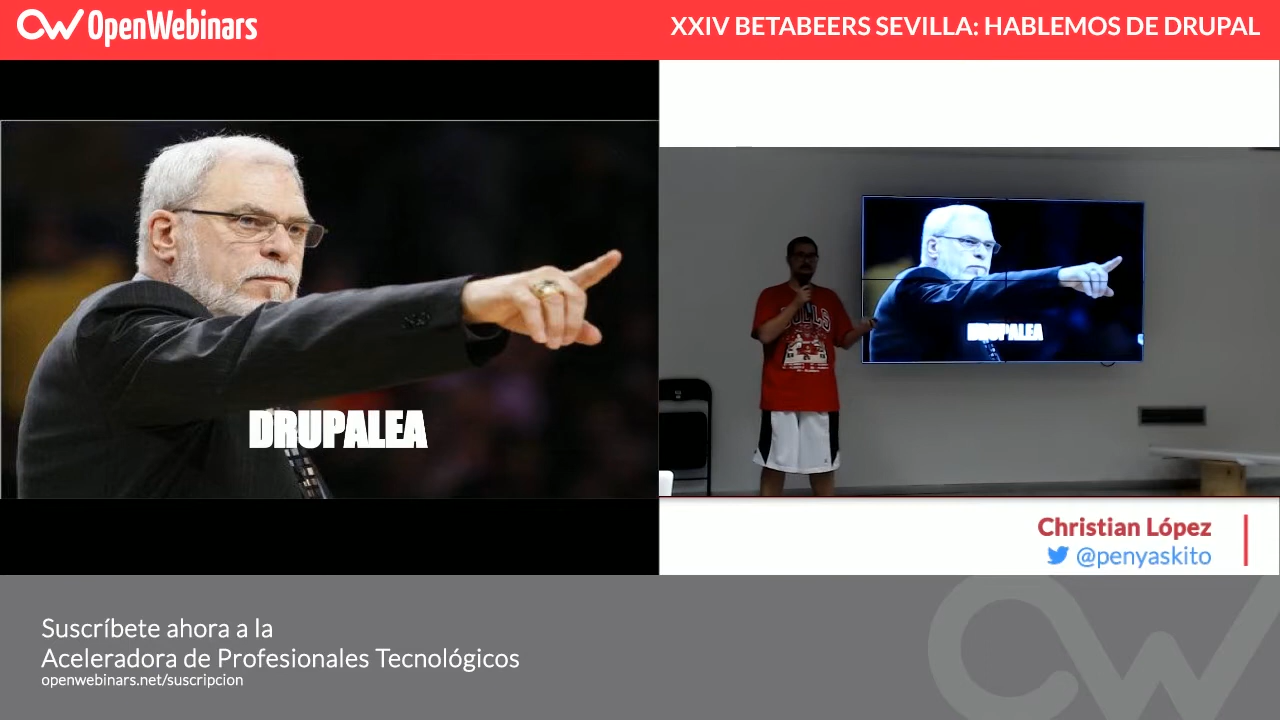 OpenWebinars
XXIV BETABEERS SEVILLA: HABLEMOS DE DRUPAL
DRUPALEA
BULLS
DRUPALEA
Christian López
@penyaskito
Suscríbete ahora a la
Aceleradora de Profesionales Tecnológicos
openwebinars.net/suscripcion